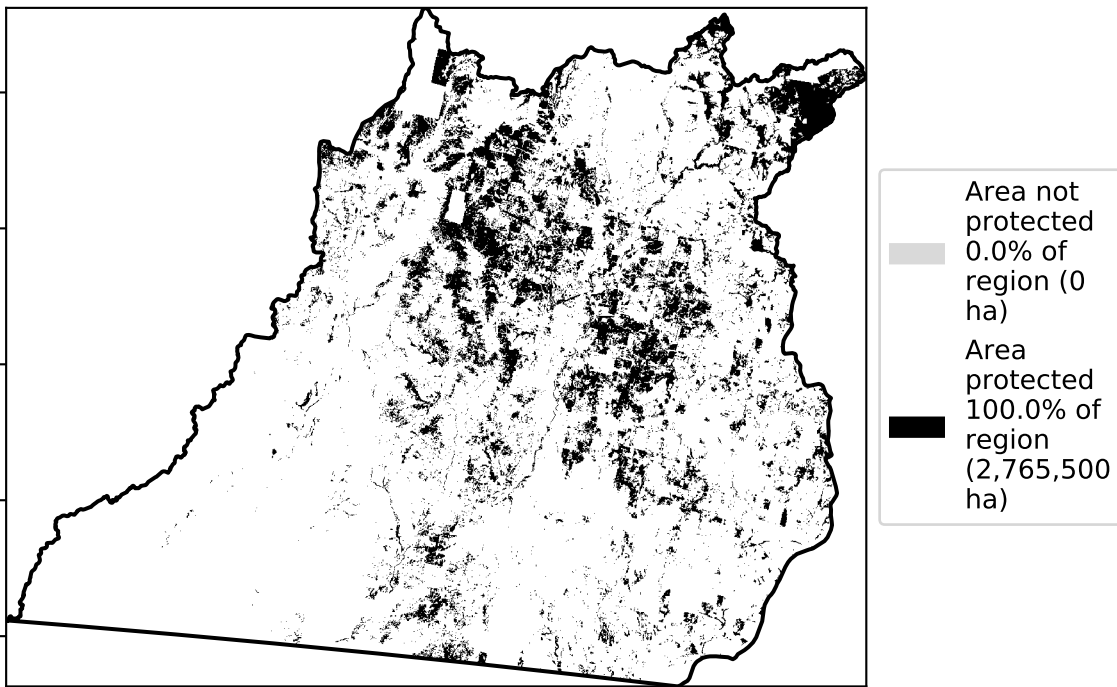 Area not
protected
0.0% of
region (0
ha)
Area
protected
100.0% of
region
(2,765,500
ha)